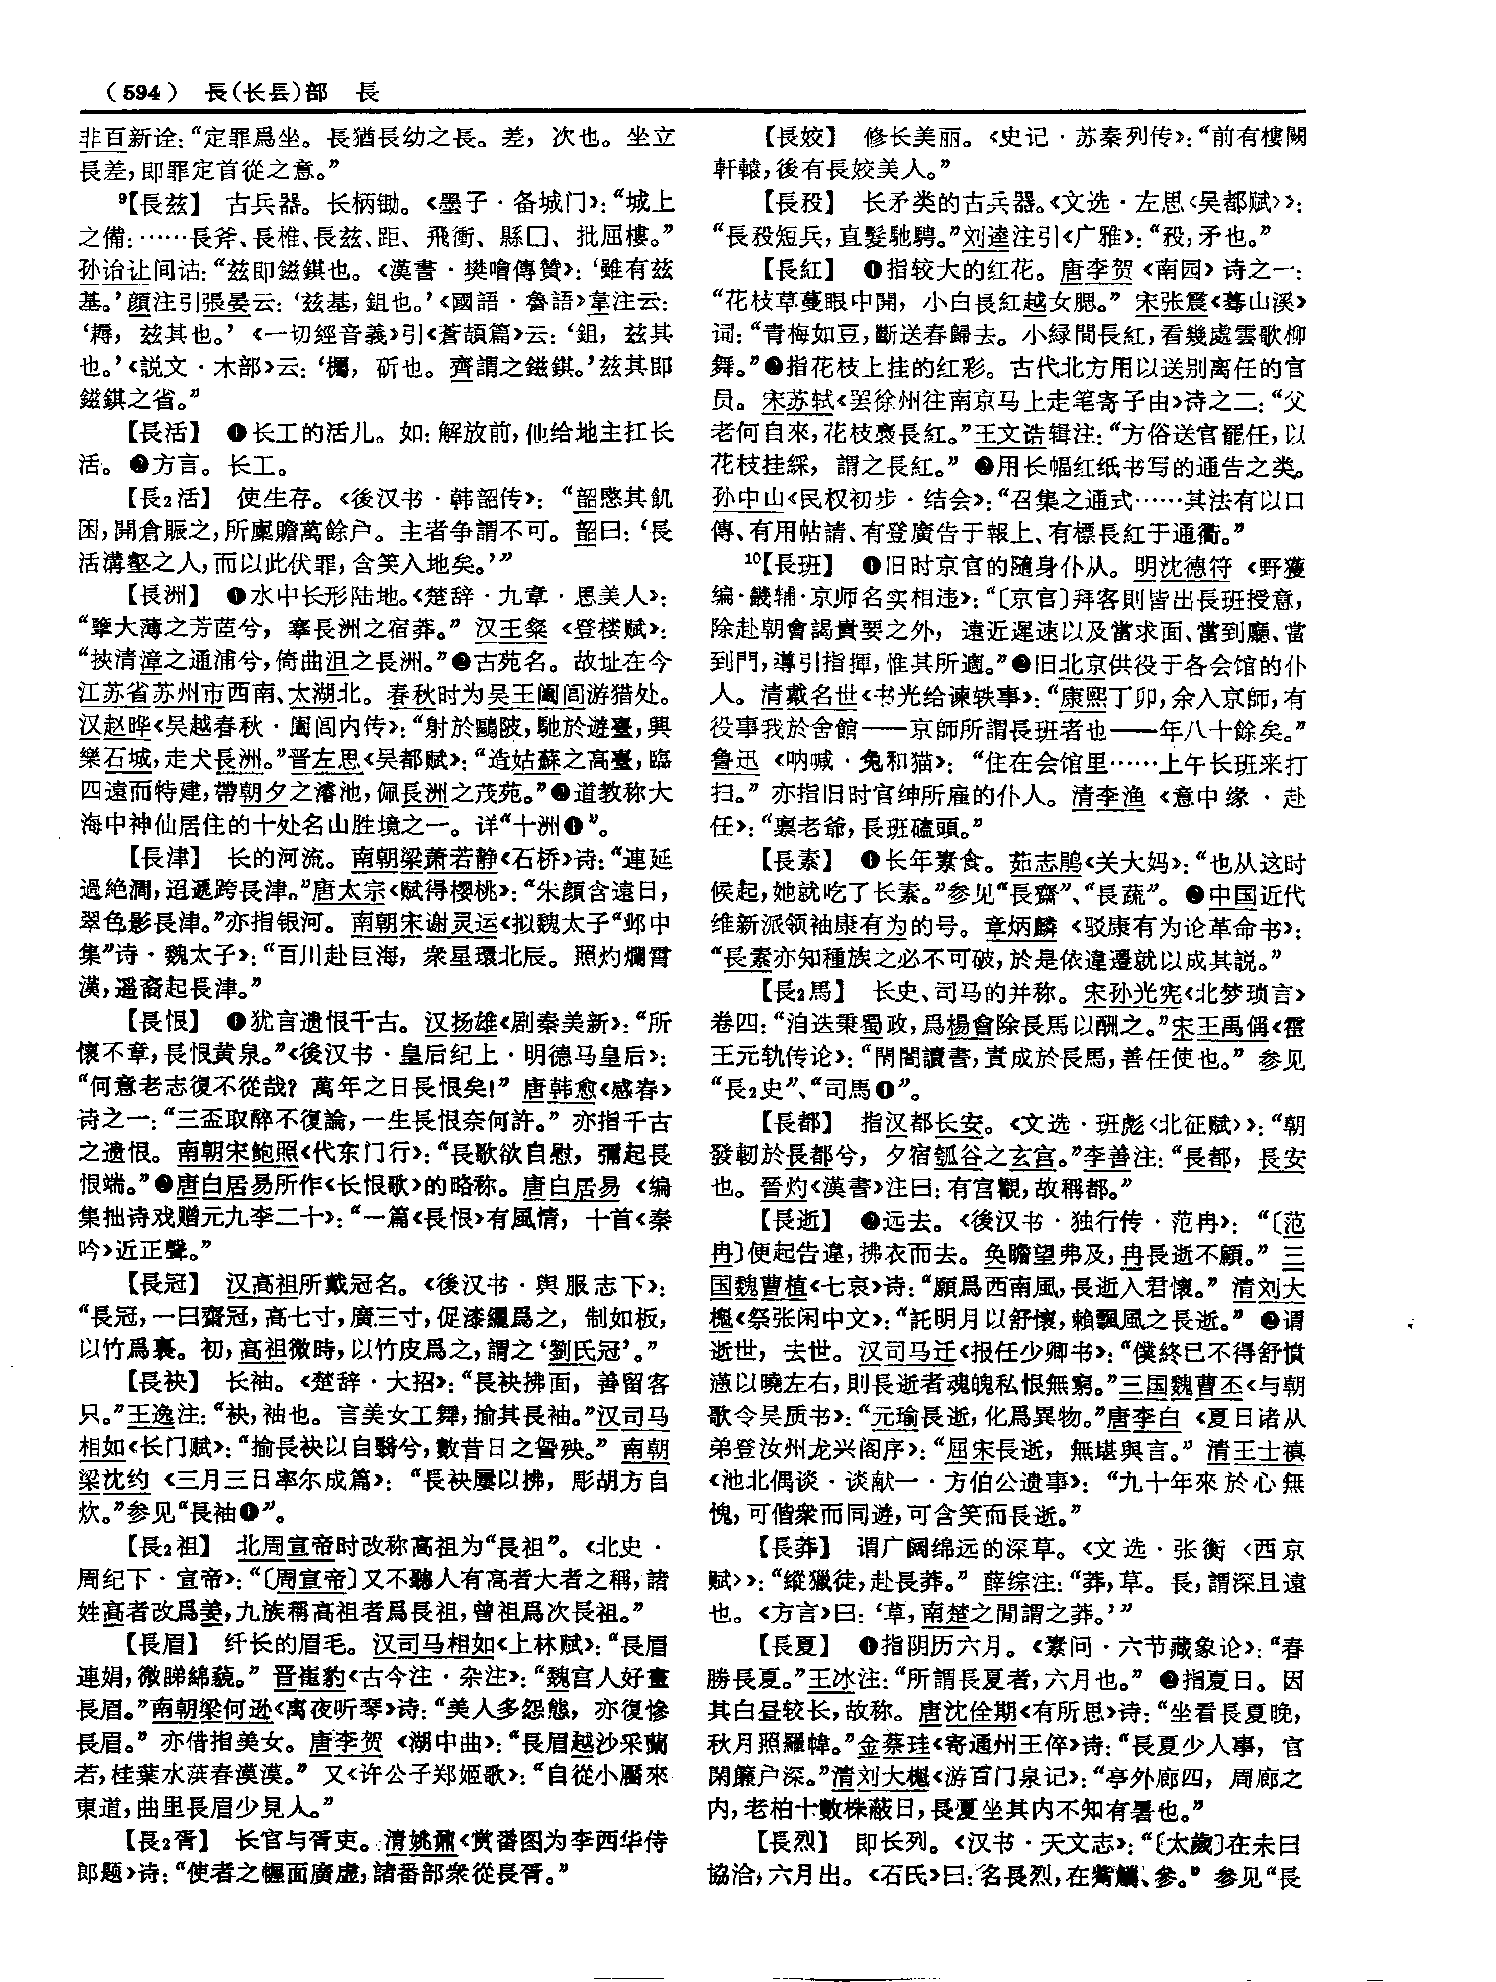 （594） 長(长镸)部 長
非百新诠：“定罪爲坐。長猶長幼之長。差，次也。坐立
長差，即罪定首從之意。”
9【長兹】 古兵器。长柄锄。《墨子·备城门》：“城上
之備：……長斧、長椎、長兹、距、飛衝、縣□、批屈樓。”
孙诒让间诂：“兹即鎡錤也。《漢書·樊噲傳贊》：‘雖有兹
基。’顔注引張晏云：‘兹基，鉏也。’《國語·魯語》韋注云：
‘耨，兹其也。’《一切經音義》引《蒼頡篇》云：‘鉏，兹其
也。’《説文·木部》云：‘欘，斫也。齊謂之鎡錤。’兹其即
鎡錤之省。”
【長活】 ❶长工的活儿。如：解放前，他给地主扛长
活。❷方言。长工。
【長2活】 使生存。《後汉书·韩韶传》：“韶愍其飢
困，開倉賑之，所廩贍萬餘户。主者争謂不可。韶曰：‘長
活溝壑之人，而以此伏罪，含笑入地矣。’”
【長洲】 ❶水中长形陆地。《楚辞·九章·思美人》：
“擥大薄之芳茝兮，搴長洲之宿莽。”汉王粲《登楼赋》：
“挾清漳之通浦兮，倚曲沮之長洲。”❷古苑名。故址在今
江苏省苏州市西南、太湖北。春秋时为吴王阖闾游猎处。
汉赵晔《吴越春秋·阖闾内传》：“射於鷗陂，馳於遊臺，興
樂石城，走犬長洲。”晋左思《吴都赋》：“造姑蘇之高臺，臨
四遠而特建，帶朝夕之濬池，佩長洲之茂苑。”❸道教称大
海中神仙居住的十处名山胜境之一。详“十洲❶”。
【長津】 长的河流。南朝梁萧若静《石桥》诗：“連延
過絶澗，迢遞跨長津。”唐太宗《赋得樱桃》：“朱顔含遠日，
翠色影長津。”亦指银河。南朝宋谢灵运《拟魏太子“邺中
集”诗·魏太子》：“百川赴巨海，衆星環北辰。照灼爛霄
漢，遥裔起長津。”
【長恨】 ❶犹言遗恨千古。汉扬雄《剧秦美新》：“所
懷不章，長恨黄泉。”《後汉书·皇后纪上·明德马皇后》：
“何意老志復不從哉？萬年之日長恨矣！”唐韩愈《感春》
诗之一：“三盃取醉不復論，一生長恨奈何許。”亦指千古
之遗恨。南朝宋鲍照《代东门行》：“長歌欲自慰，彌起長
恨端。”❷唐白居易所作《长恨歌》的略称。唐白居易《编
集拙诗戏赠元九李二十》：“一篇《長恨》有風情，十首《秦
吟》近正聲。”
【長冠】 汉高祖所戴冠名。《後汉书·舆服志下》：
“長冠，一曰齋冠，高七寸，廣三寸，促漆纚爲之，制如板，
以竹爲裏。初，高祖微時，以竹皮爲之，謂之‘劉氏冠’。”
【長袂】 长袖。《楚辞·大招》：“長袂拂面，善留客
只。”王逸注：“袂，袖也。言美女工舞，揄其長袖。”汉司马
相如《长门赋》：“揄長袂以自翳兮，數昔日之諐殃。”南朝
梁沈约《三月三日率尔成篇》：“長袂屢以拂，彫胡方自
炊。”参见“長袖❶”。
【長2祖】 北周宣帝时改称高祖为“長祖”。《北史·
周纪下·宣帝》：“〔周宣帝〕又不聽人有高者大者之稱，諸
姓高者改爲姜，九族稱高祖者爲長祖，曾祖爲次長祖。”
【長眉】 纤长的眉毛。汉司马相如《上林赋》：“長眉
連娟，微睇綿藐。”晋崔豹《古今注·杂注》：“魏宫人好畫
長眉。”南朝梁何逊《离夜听琴》诗：“美人多怨態，亦復慘
長眉。”亦借指美女。唐李贺《湖中曲》：“長眉越沙采蘭
若，桂葉水葓春漠漠。”又《许公子郑姬歌》：“自從小靨來
東道，曲里長眉少見人。”
【長2胥】 长官与胥吏。清姚鼐《赏番图为李西华侍
郎题》诗：“使者之幄面廣虚，諸番部衆從長胥。”
【長姣】 修长美丽。《史记·苏秦列传》：“前有樓闕
軒轅，後有長姣美人。”
【長殺】 长矛类的古兵器。《文选·左思〈吴都赋〉》：
“長殺短兵，直髮馳騁。”刘逵注引《广雅》：“殺，矛也。”
【長紅】 ❶指较大的红花。唐李贺《南园》诗之一：
“花枝草蔓眼中開，小白長紅越女腮。”宋张震《蓦山溪》
词：“青梅如豆，斷送春歸去。小緑間長紅，看幾處雲歌柳
舞。”❷指花枝上挂的红彩。古代北方用以送别离任的官
员。宋苏轼《罢徐州往南京马上走笔寄子由》诗之二：“父
老何自來，花枝裊長紅。”王文诰辑注：“方俗送官罷任，以
花枝挂綵，謂之長紅。”❸用长幅红纸书写的通告之类。
孙中山《民权初步·结会》：“召集之通式……其法有以口
傳、有用帖請、有登廣告于報上、有標長紅于通衢。”
10【長班】 ❶旧时京官的随身仆从。明沈德符《野獲
编·畿辅·京师名实相违》：“〔京官〕拜客則皆出長班授意，
除赴朝會謁貴要之外，遠近遲速以及當求面、當到廳、當
到門，導引指揮，惟其所適。”❷旧北京供役于各会馆的仆
人。清戴名世《书光给谏轶事》：“康熙丁卯，余入京師，有
役事我於舍館——京師所謂長班者也——年八十餘矣。”
鲁迅《呐喊·兔和猫》：“住在会馆里……上午长班来打
扫。”亦指旧时官绅所雇的仆人。清李渔《意中缘·赴
任》：“禀老爺，長班磕頭。”
【長素】 ❶长年素食。茹志鹃《关大妈》：“也从这时
候起，她就吃了长素。”参见“長齋”、“長蔬”。❷中国近代
维新派领袖康有为的号。章炳麟《驳康有为论革命书》：
“長素亦知種族之必不可破，於是依違遷就以成其説。”
【長2馬】 长史、司马的并称。宋孙光宪《北梦琐言》
卷四：“洎迭秉蜀政，爲楊會除長馬以酬之。”宋王禹偁《霍
王元轨传论》：“閉閤讀書，責成於長馬，善任使也。”参见
“長2史”、“司馬❶”。
【長都】 指汉都长安。《文选·班彪〈北征赋〉》：“朝
發軔於長都兮，夕宿瓠谷之玄宫。”李善注：“長都，長安
也。晉灼《漢書》注曰：有宫觀，故稱都。”
【長逝】 ❶远去。《後汉书·独行传·范冉》：“〔范
冉〕便起告違，拂衣而去。奂瞻望弗及，冉長逝不顧。”三
国魏曹植《七哀》诗：“願爲西南風，長逝入君懷。”清刘大
櫆《祭张闲中文》：“託明月以舒懷，賴飄風之長逝。”❷谓
逝世，去世。汉司马迁《报任少卿书》：“僕終已不得舒憤
懣以曉左右，則長逝者魂魄私恨無窮。”三国魏曹丕《与朝
歌令吴质书》：“元瑜長逝，化爲異物。”唐李白《夏日诸从
弟登汝州龙兴阁序》：“屈宋長逝，無堪與言。”清王士禛
《池北偶谈·谈献一·方伯公遗事》：“九十年來於心無
愧，可偕衆而同遊，可含笑而長逝。”
【長莽】 谓广阔绵远的深草。《文选·张衡〈西京
赋〉》：“縱獵徒，赴長莽。”薛综注：“莽，草。長，謂深且遠
也。《方言》曰：‘草，南楚之間謂之莽。’”
【長夏】 ❶指阴历六月。《素问·六节藏象论》：“春
勝長夏。”王冰注：“所謂長夏者，六月也。”❷指夏日。因
其白昼较长，故称。唐沈佺期《有所思》诗：“坐看長夏晚，
秋月照羅幃。”金蔡珪《寄通州王倅》诗：“長夏少人事，官
閑簾户深。”清刘大櫆《游百门泉记》：“亭外廊四，周廊之
内，老柏十數株蔽日，長夏坐其内不知有暑也。”
【長烈】 即长列。《汉书·天文志》：“〔太歲〕在未曰
協洽，六月出。《石氏》曰：名長烈，在觜觿、參。”参见“長